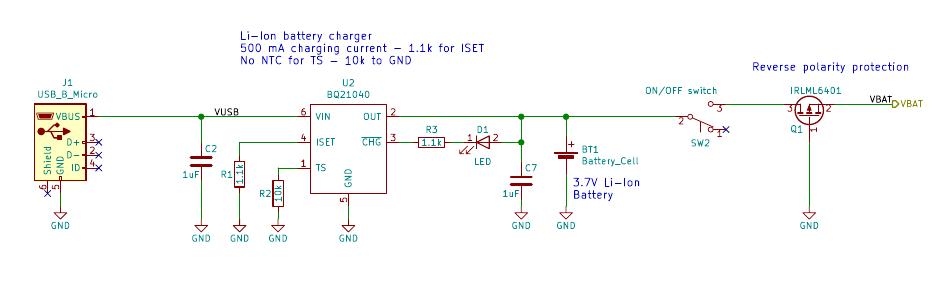 Li-Ion battery charger
500 mA charging current - 1.1k for ISET
No NTC for TS - 10k to GND
Reverse polarity protection
J1
USB_B_Micro
VBUS 1
D+ 3
D- 2
ID 4
Shield
GND
6 5
GND
VUSB
C2
1uF
GND
R1 1.1k
GND
R2 10k
GND
U2
BQ21040
6 VIN OUT 2
4 ISET CHG 3
1 TS
GND
5
GND
R3
1.1k
D1
1 2
LED
C7
1uF
GND
+
BT1
Battery_Cell
3.7V Li-Ion
Battery
GND
ON/OFF switch
3
2
1
SW2
IRLML6401
3 2
Q1 1
GND
VBAT
VBAT